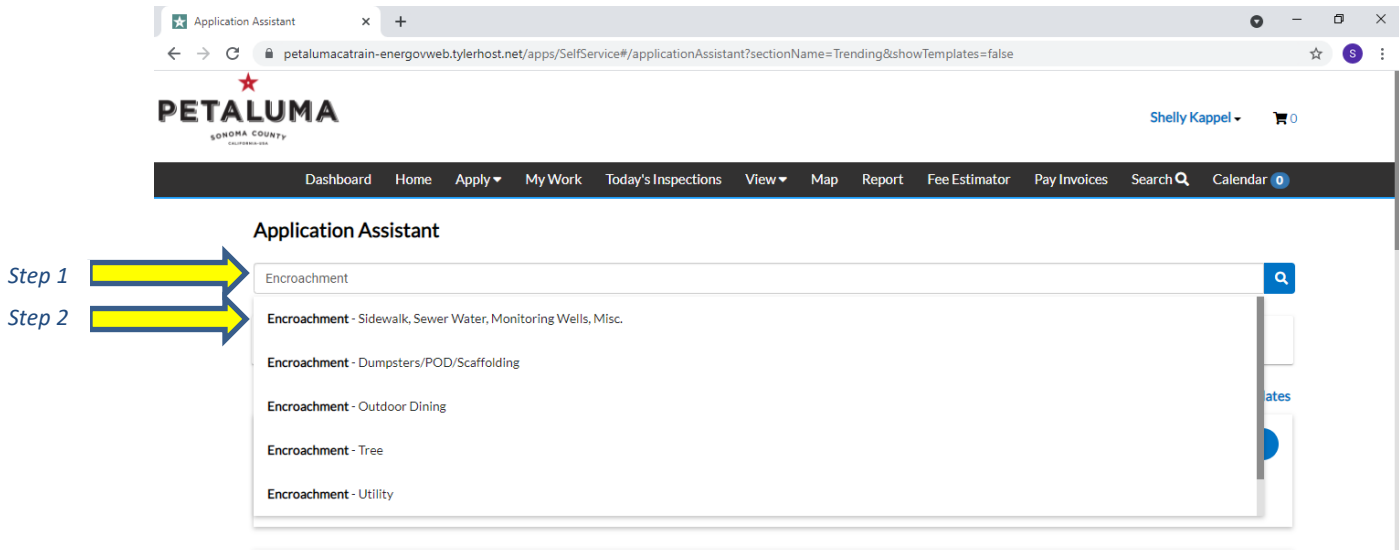 Application Assistant
petalumacatrain-energovweb.tylerhost.net/apps/SelfService#/applicationAssistant?sectionName=Trending&showTemplates=false
S
PETALUMA
SONOMA COUNTY
CALIFORNIA-USA
Shelly Kappel
0
Dashboard Home Apply My Work Today's Inspections View Map Report Fee Estimator Pay Invoices Search Calendar 0
Application Assistant
Step 1
Encroachment
Step 2
Encroachment - Sidewalk, Sewer Water, Monitoring Wells, Misc.
Encroachment - Dumpsters/POD/Scaffolding
ates
Encroachment - Outdoor Dining
Encroachment - Tree
Encroachment - Utility